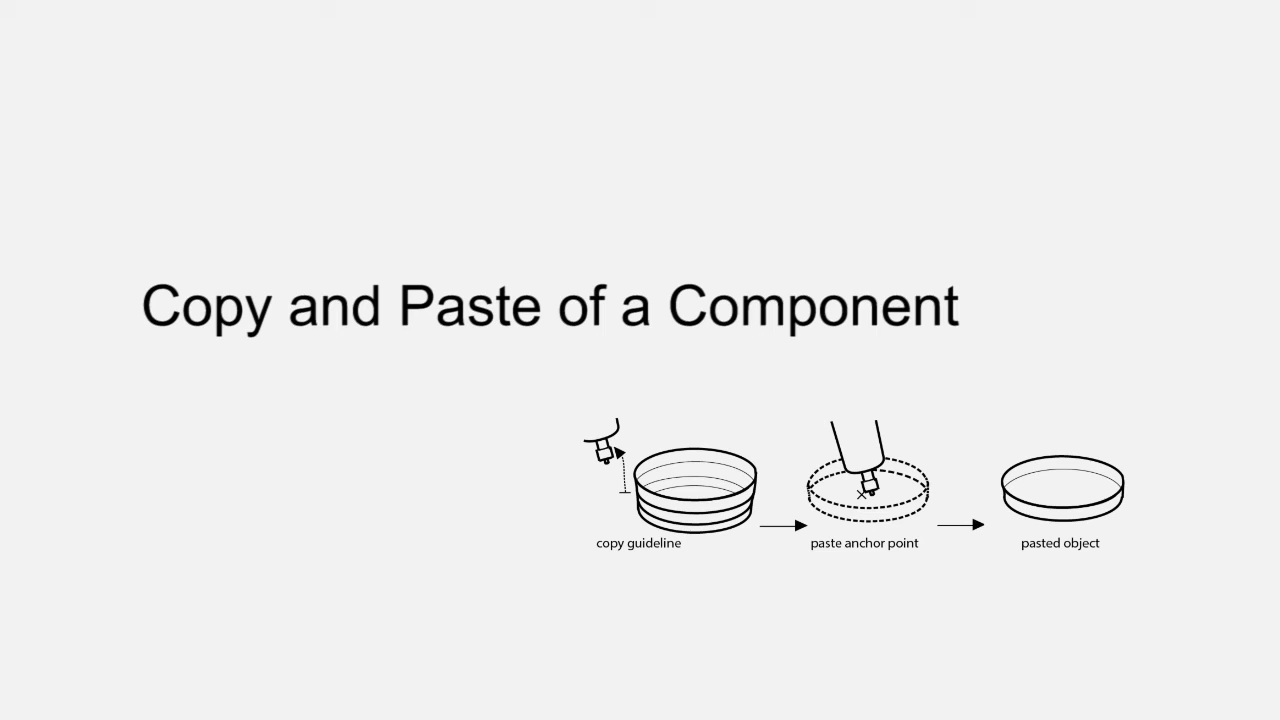 Copy and Paste of a Component
copy guideline
paste anchor point
pasted object